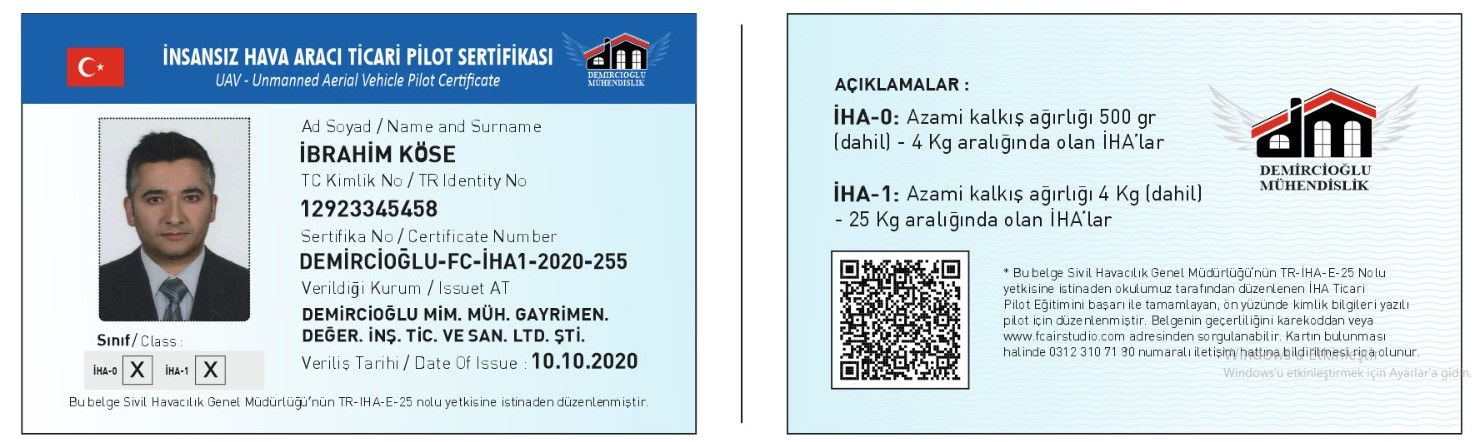 İNSANSIZ HAVA ARACI TİCARİ PİLOT SERTİFİKASI
UAV - Unmanned Aerial Vehicle Pilot Certificate
DEMİRCİOĞLU
MÜHENDİSLİK
Ad Soyad / Name and Surname
İBRAHİM KÖSE
TC Kimlik No / TR Identity No
12923345458
Sertifika No / Certificate Number
DEMİRCİOĞLU-FC-İHA1-2020-255
Verildiği Kurum / Issuet AT
DEMİRCİOĞLU MİM. MÜH. GAYRİMEN.
DEĞER. İNŞ. TİC. VE SAN. LTD. ŞTİ.
Veriliş Tarihi / Date Of Issue : 10.10.2020
Sınıf / Class :
İHA-0 X İHA-1 X
Bu belge Sivil Havacılık Genel Müdürlüğü'nün TR-IHA-E-25 nolu yetkisine istinaden düzenlenmiştir.
AÇIKLAMALAR :
İHA-0: Azami kalkış ağırlığı 500 gr
(dahil) - 4 Kg aralığında olan İHA'lar
İHA-1: Azami kalkış ağırlığı 4 Kg (dahil)
- 25 Kg aralığında olan İHA'lar
DEMİRCİOĞLU
MÜHENDİSLİK
* Bu belge Sivil Havacılık Genel Müdürlüğü'nün TR-İHA-E-25 Nolu
yetkisine istinaden okulumuz tarafından düzenlenen İHA Ticari
Pilot Eğitimini başarı ile tamamlayan, ön yüzünde kimlik bilgileri yazılı
pilot için düzenlenmiştir. Belgenin geçerliliğini karekoddan veya
www.fcairstudio.com adresinden sorgulanabilir. Kartın bulunması
halinde 0312 310 71 90 numaralı iletişim hattına bildirilmesi rica olunur.
Windows'u Etkinleştir
Windows'u etkinleştirmek için Ayarlar'a gidin.